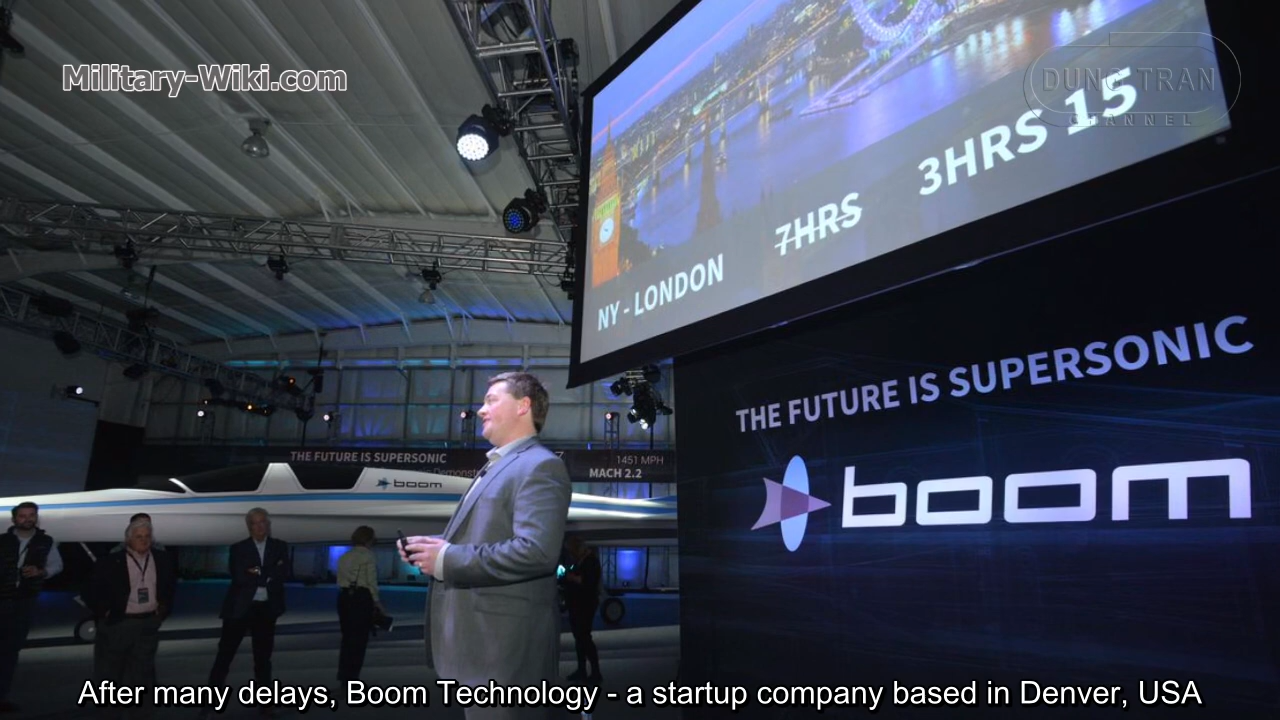 Military-Wiki.com
DUNG TRAN
CHANNEL
NY - LONDON 7HRS 3HRS 15
THE FUTURE IS SUPERSONIC
boom
THE FUTURE IS SUPERSONIC
1451 MPH
MACH 2.2
boom
After many delays, Boom Technology - a startup company based in Denver, USA